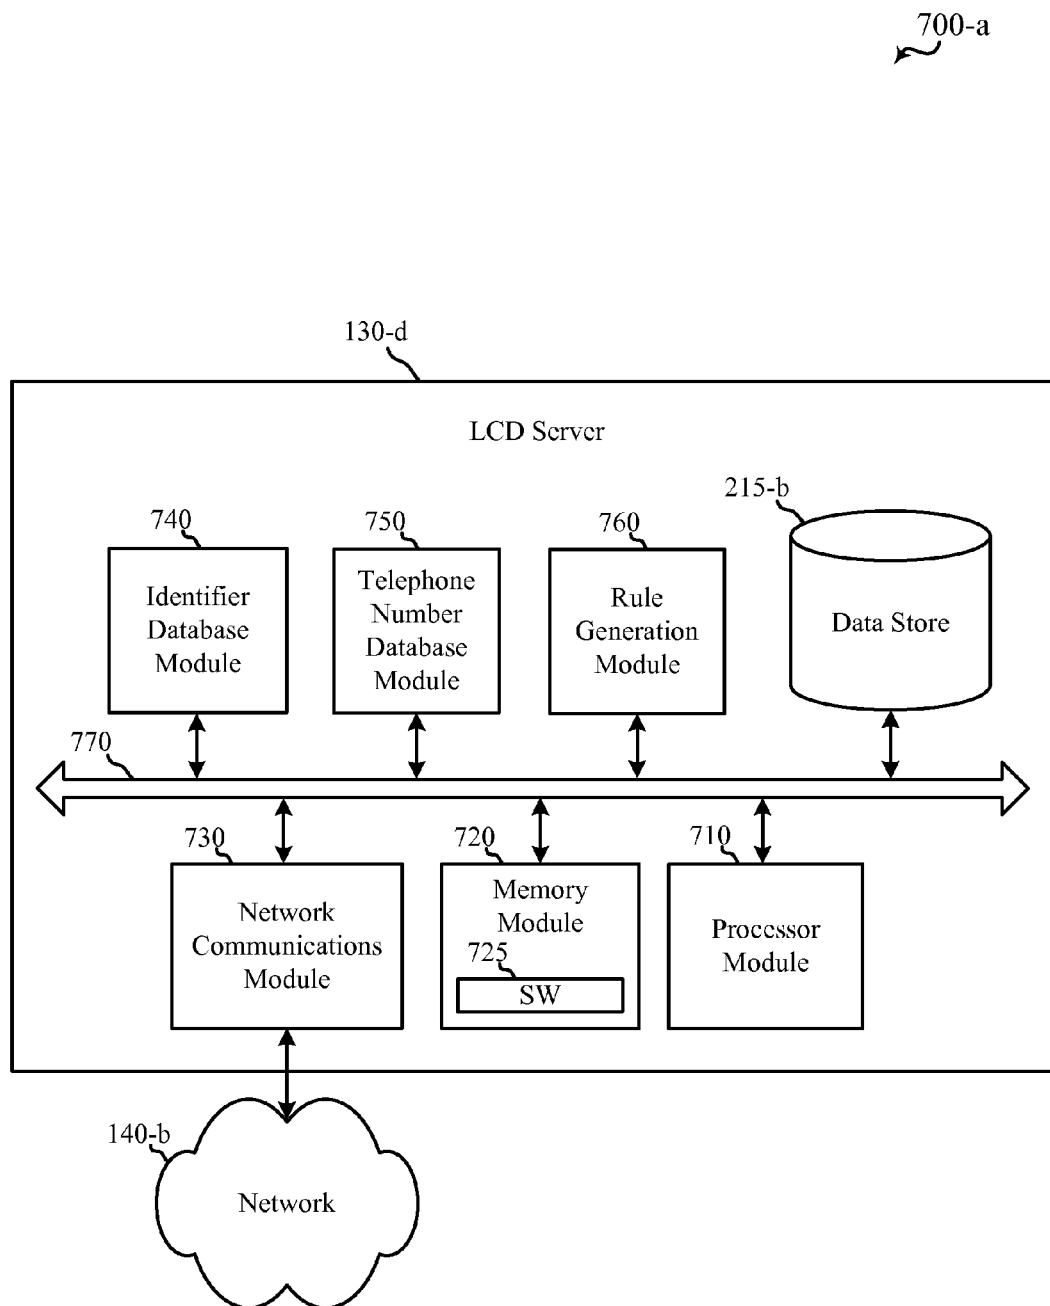 700-a
130-d
LCD Server
740
750
760
215-b
Identifier
Database
Module
Telephone
Number
Database
Module
Rule
Generation
Module
Data Store
770
730
720
710
Network
Communications
Module
Memory
Module
725
SW
Processor
Module
140-b
Network